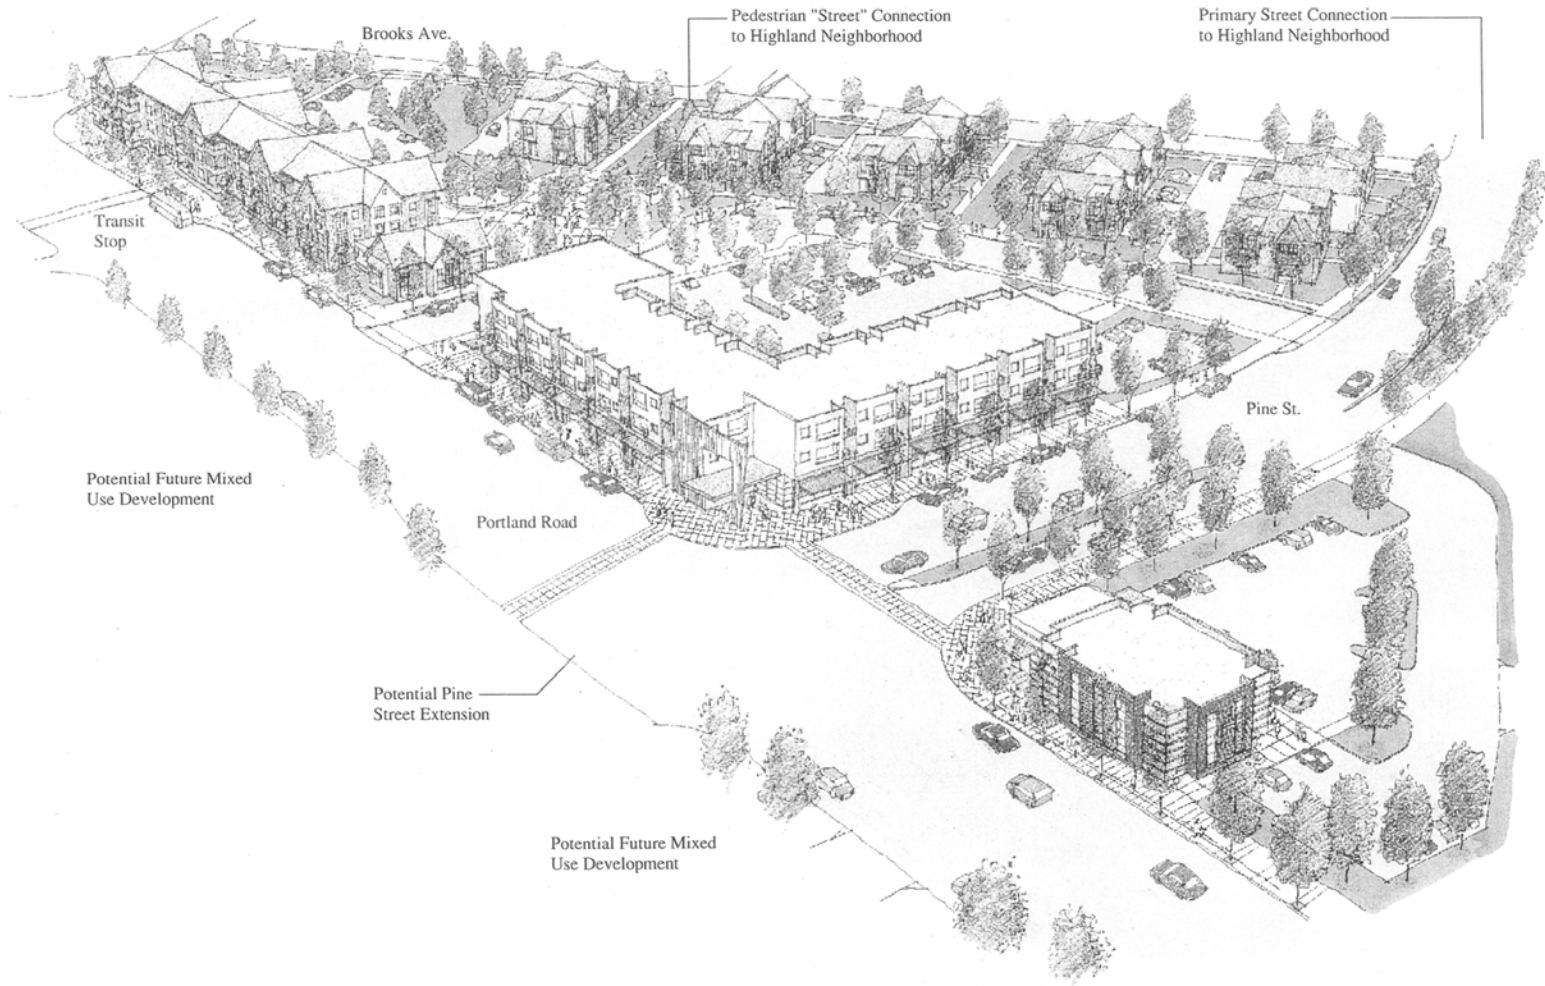 Brooks Ave.
Pedestrian "Street" Connection
to Highland Neighborhood
Primary Street Connection
to Highland Neighborhood
Transit
Stop
Pine St.
Potential Future Mixed
Use Development
Portland Road
Potential Pine
Street Extension
Potential Future Mixed
Use Development